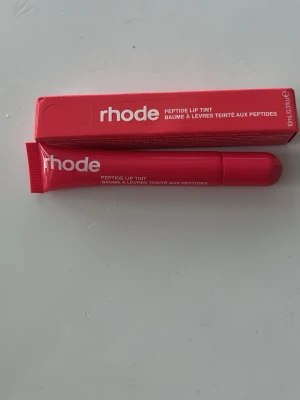 rhode
PEPTIDE LIP TINT
BAUME À LÈVRES TEINTÉ AUX PEPTIDES
rhode
PEPTIDE LIP TINT
BAUME À LÈVRES TEINTÉ AUX PEPTIDES